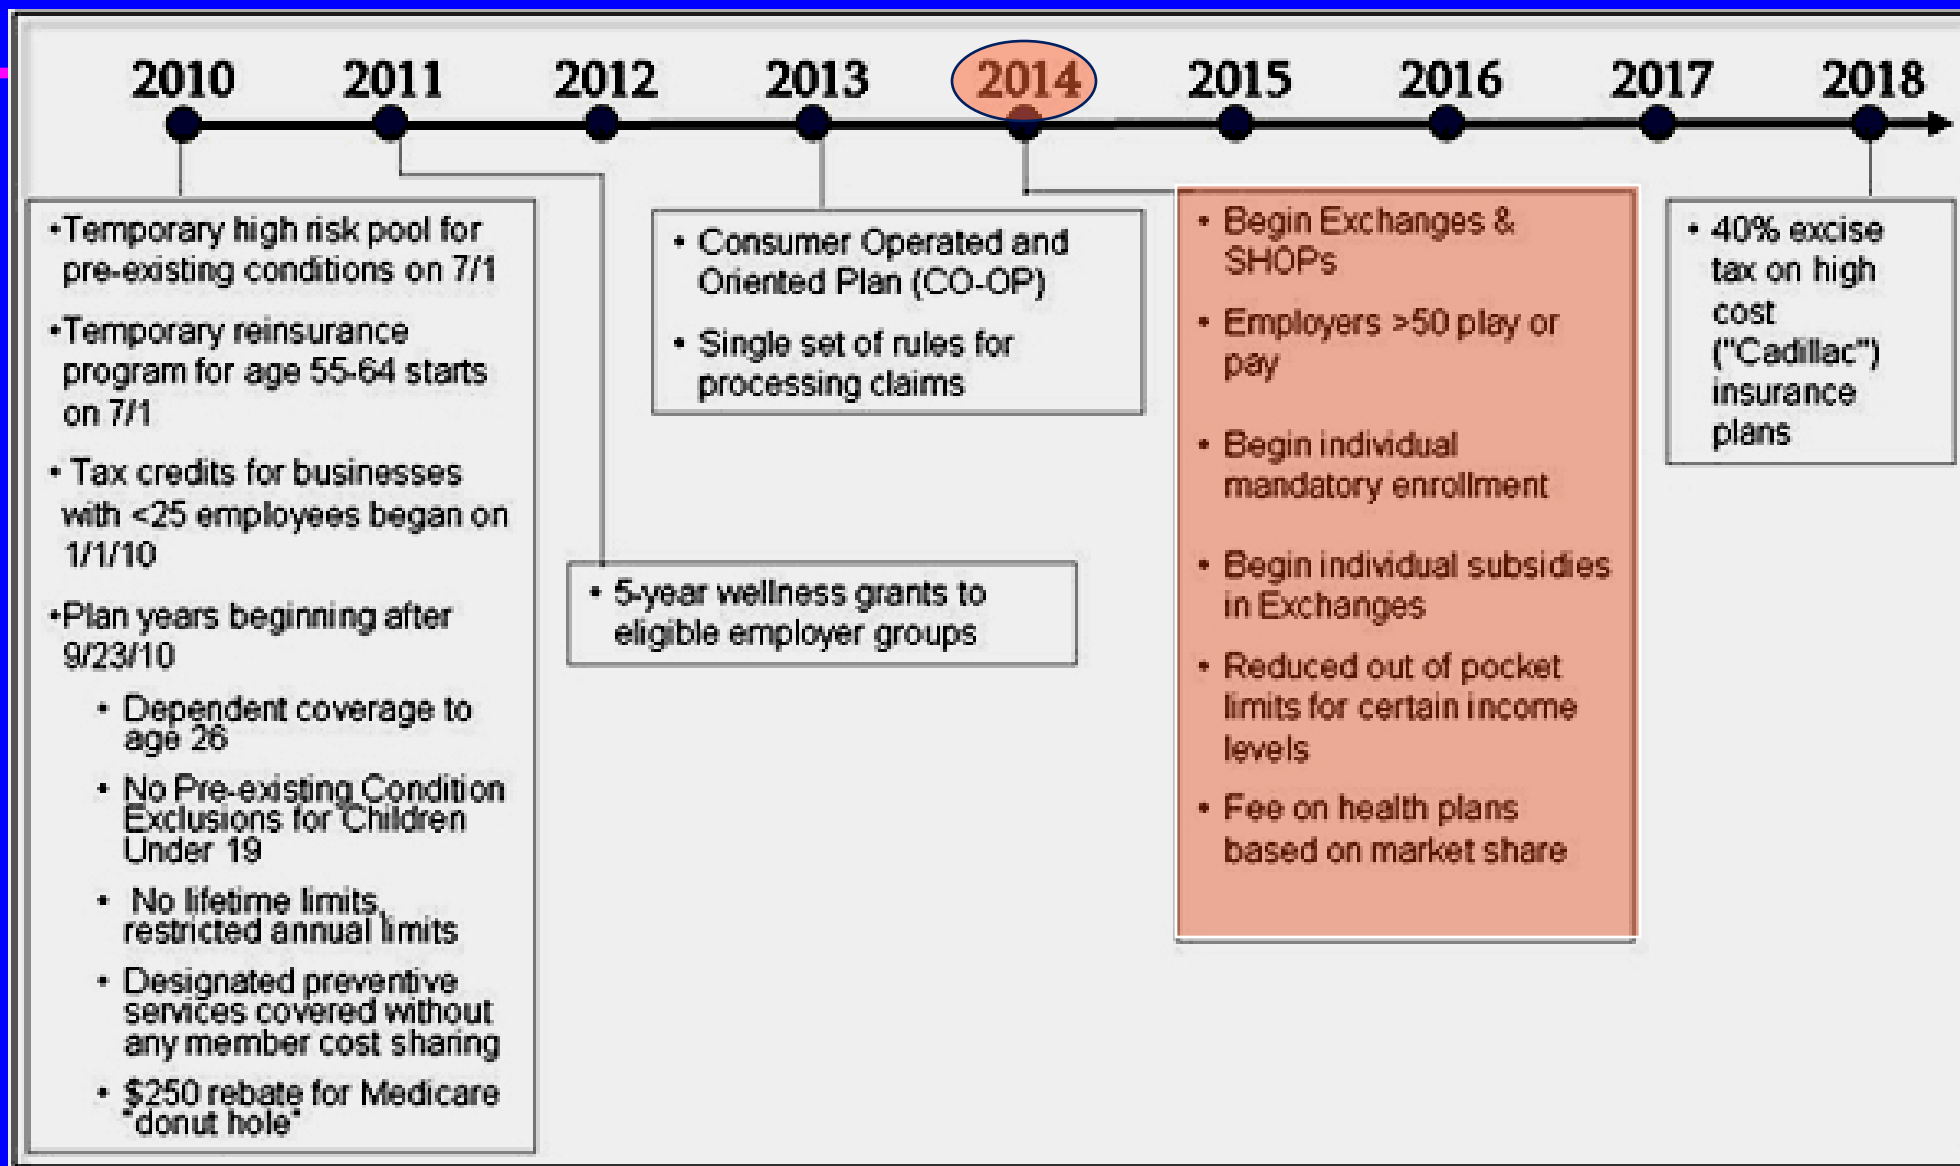 2010 2011 2012 2013 2014 2015 2016 2017 2018
•Temporary high risk pool for
pre-existing conditions on 7/1
•Temporary reinsurance
program for age 55-64 starts
on 7/1
• Tax credits for businesses
with <25 employees began on
1/1/10
•Plan years beginning after
9/23/10
• Dependent coverage to
age 26
• No Pre-existing Condition
Exclusions for Children
Under 19
• No lifetime limits,
restricted annual limits
• Designated preventive
services covered without
any member cost sharing
• $250 rebate for Medicare
"donut hole"
• 5-year wellness grants to
eligible employer groups
• Consumer Operated and
Oriented Plan (CO-OP)
• Single set of rules for
processing claims
• Begin Exchanges &
SHOPs
• Employers >50 play or
pay
• Begin individual
mandatory enrollment
• Begin individual subsidies
in Exchanges
• Reduced out of pocket
limits for certain income
levels
• Fee on health plans
based on market share
• 40% excise
tax on high
cost
("Cadillac")
insurance
plans